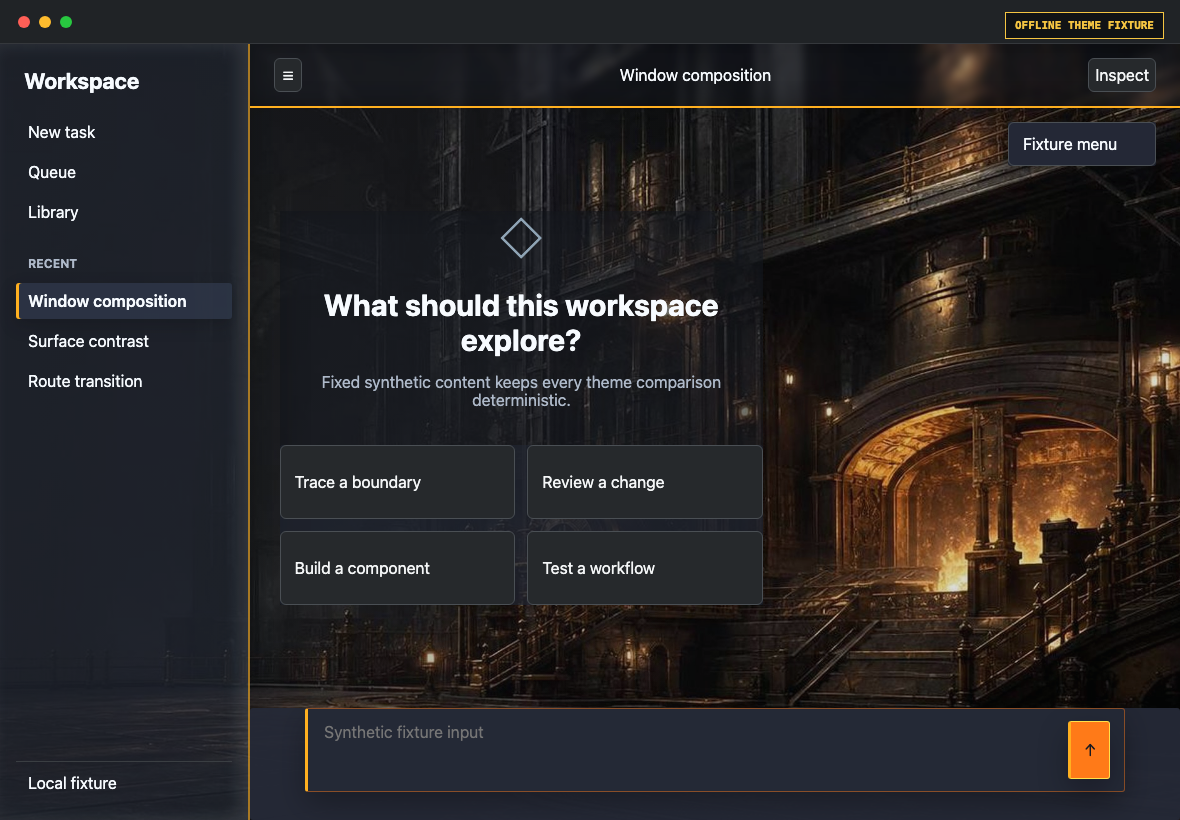 OFFLINE THEME FIXTURE
Workspace
New task
Queue
Library
RECENT
Window composition
Surface contrast
Route transition
Local fixture
Window composition
Inspect
Fixture menu
What should this workspace
explore?
Fixed synthetic content keeps every theme comparison
deterministic.
Trace a boundary
Review a change
Build a component
Test a workflow
Synthetic fixture input